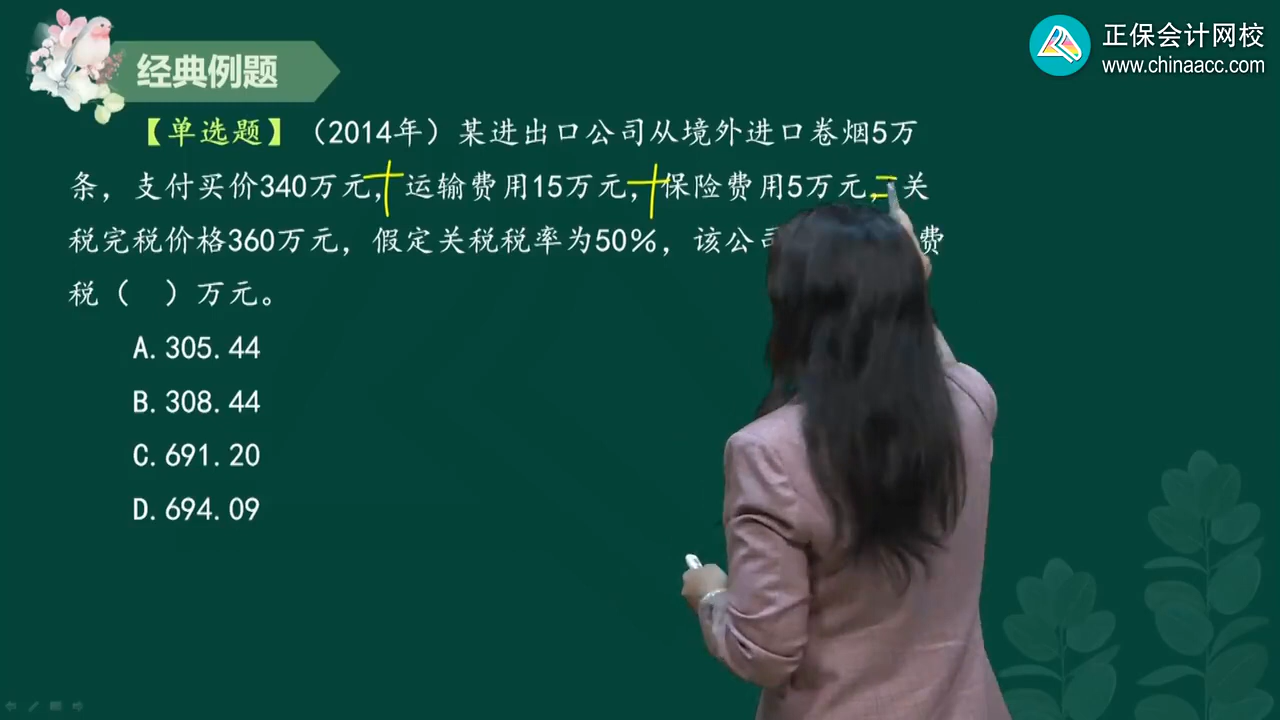 正保会计网校
www.chinaacc.com
经典例题
【单选题】（2014年）某进出口公司从境外进口卷烟5万
条，支付买价340万元，运输费用15万元，保险费用5万元，关
税完税价格360万元，假定关税税率为50%，该公司 费
税（ ）万元。
A.305.44
B.308.44
C.691.20
D.694.09